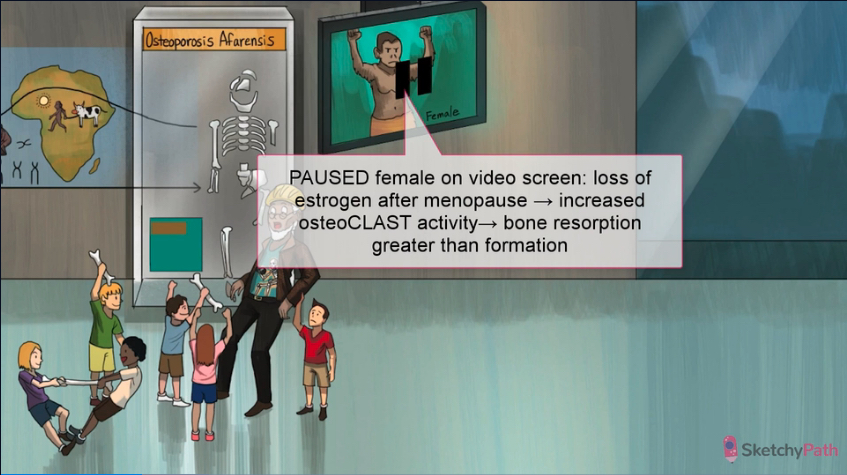 Osteoporosis Afarensis
Female
PAUSED female on video screen: loss of
estrogen after menopause → increased
osteoCLAST activity→ bone resorption
greater than formation
SketchyPath